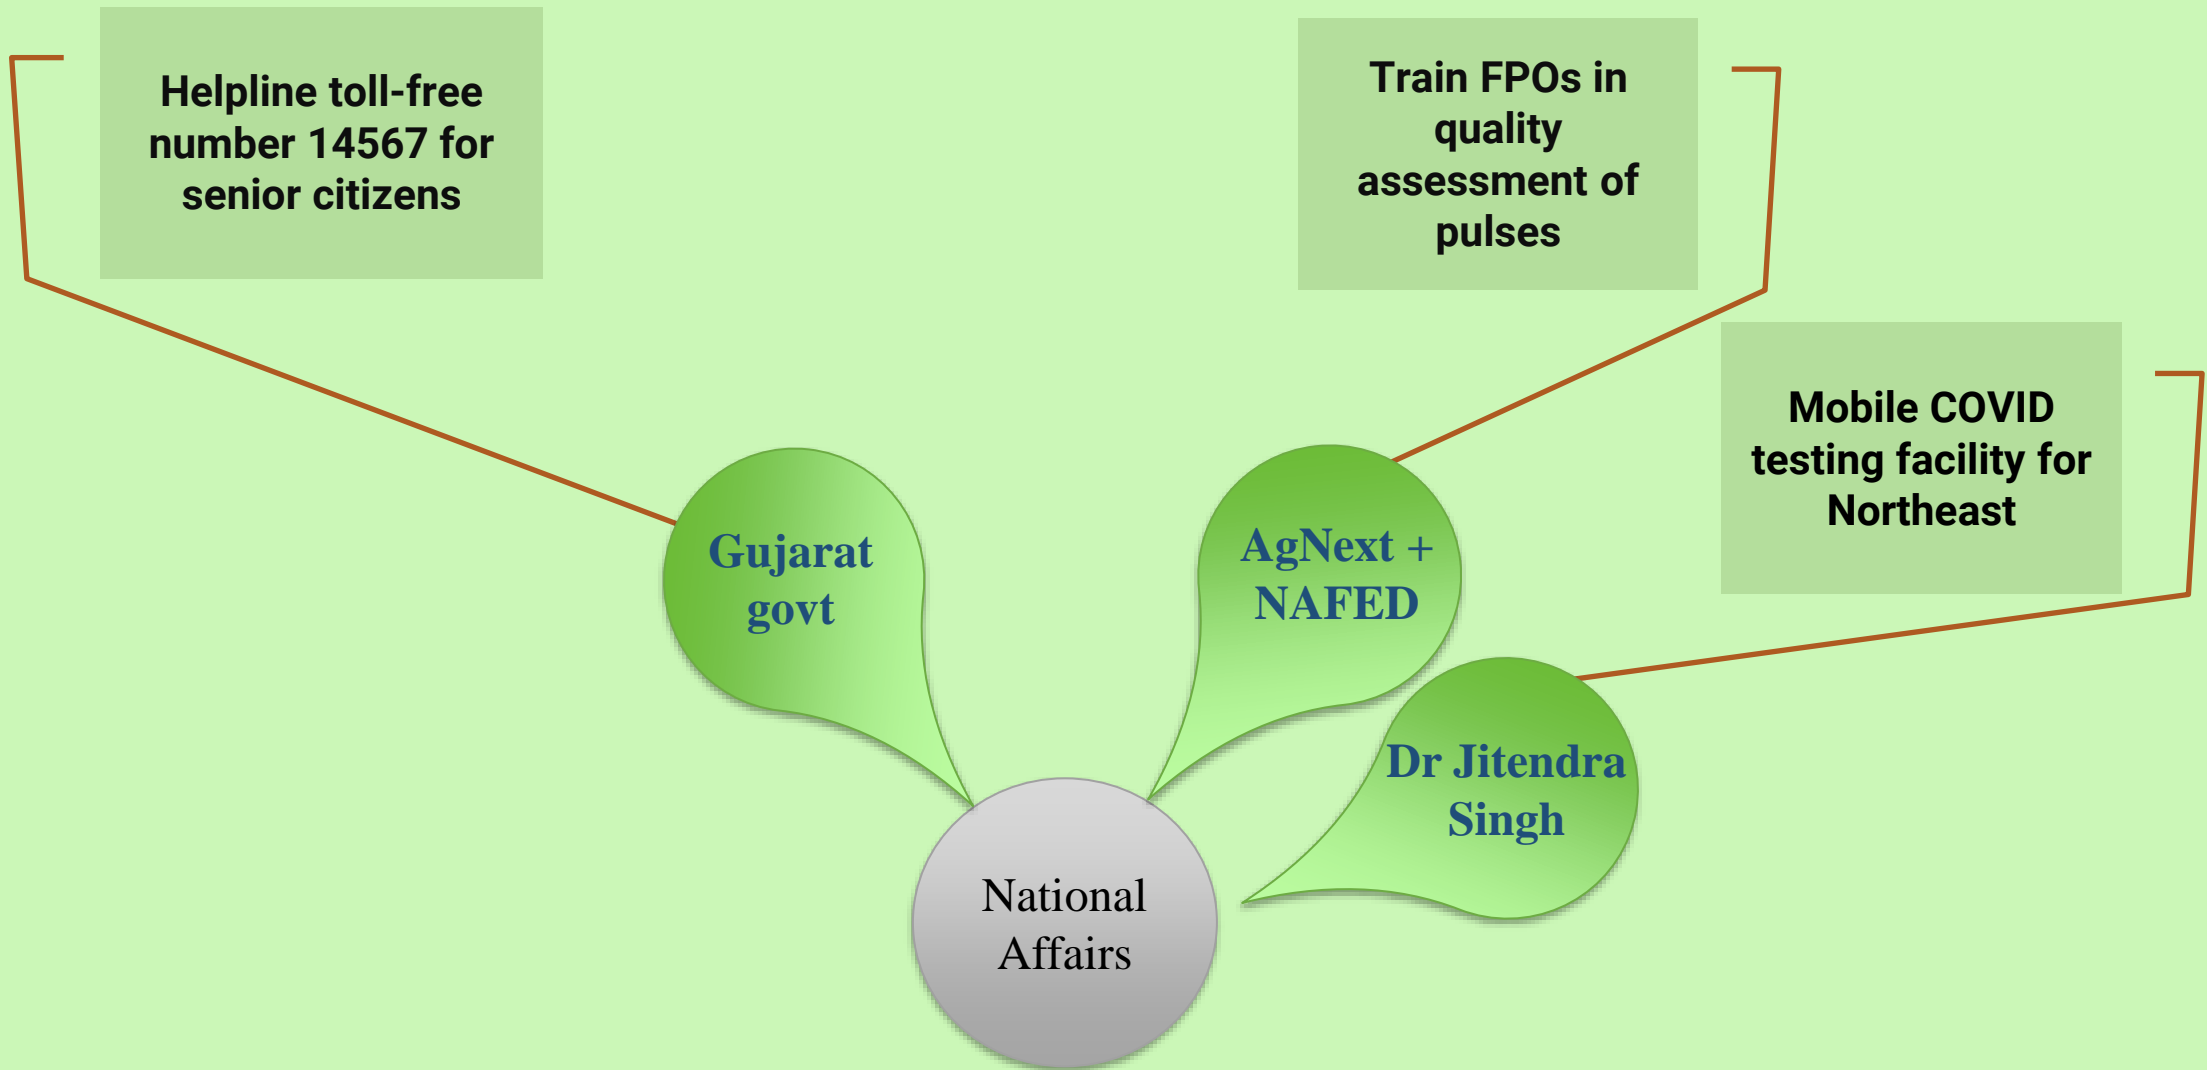 Helpline toll-free
number 14567 for
senior citizens
Train FPOs in
quality
assessment of
pulses
Mobile COVID
testing facility for
Northeast
Gujarat
govt
AgNext +
NAFED
Dr Jitendra
Singh
National
Affairs